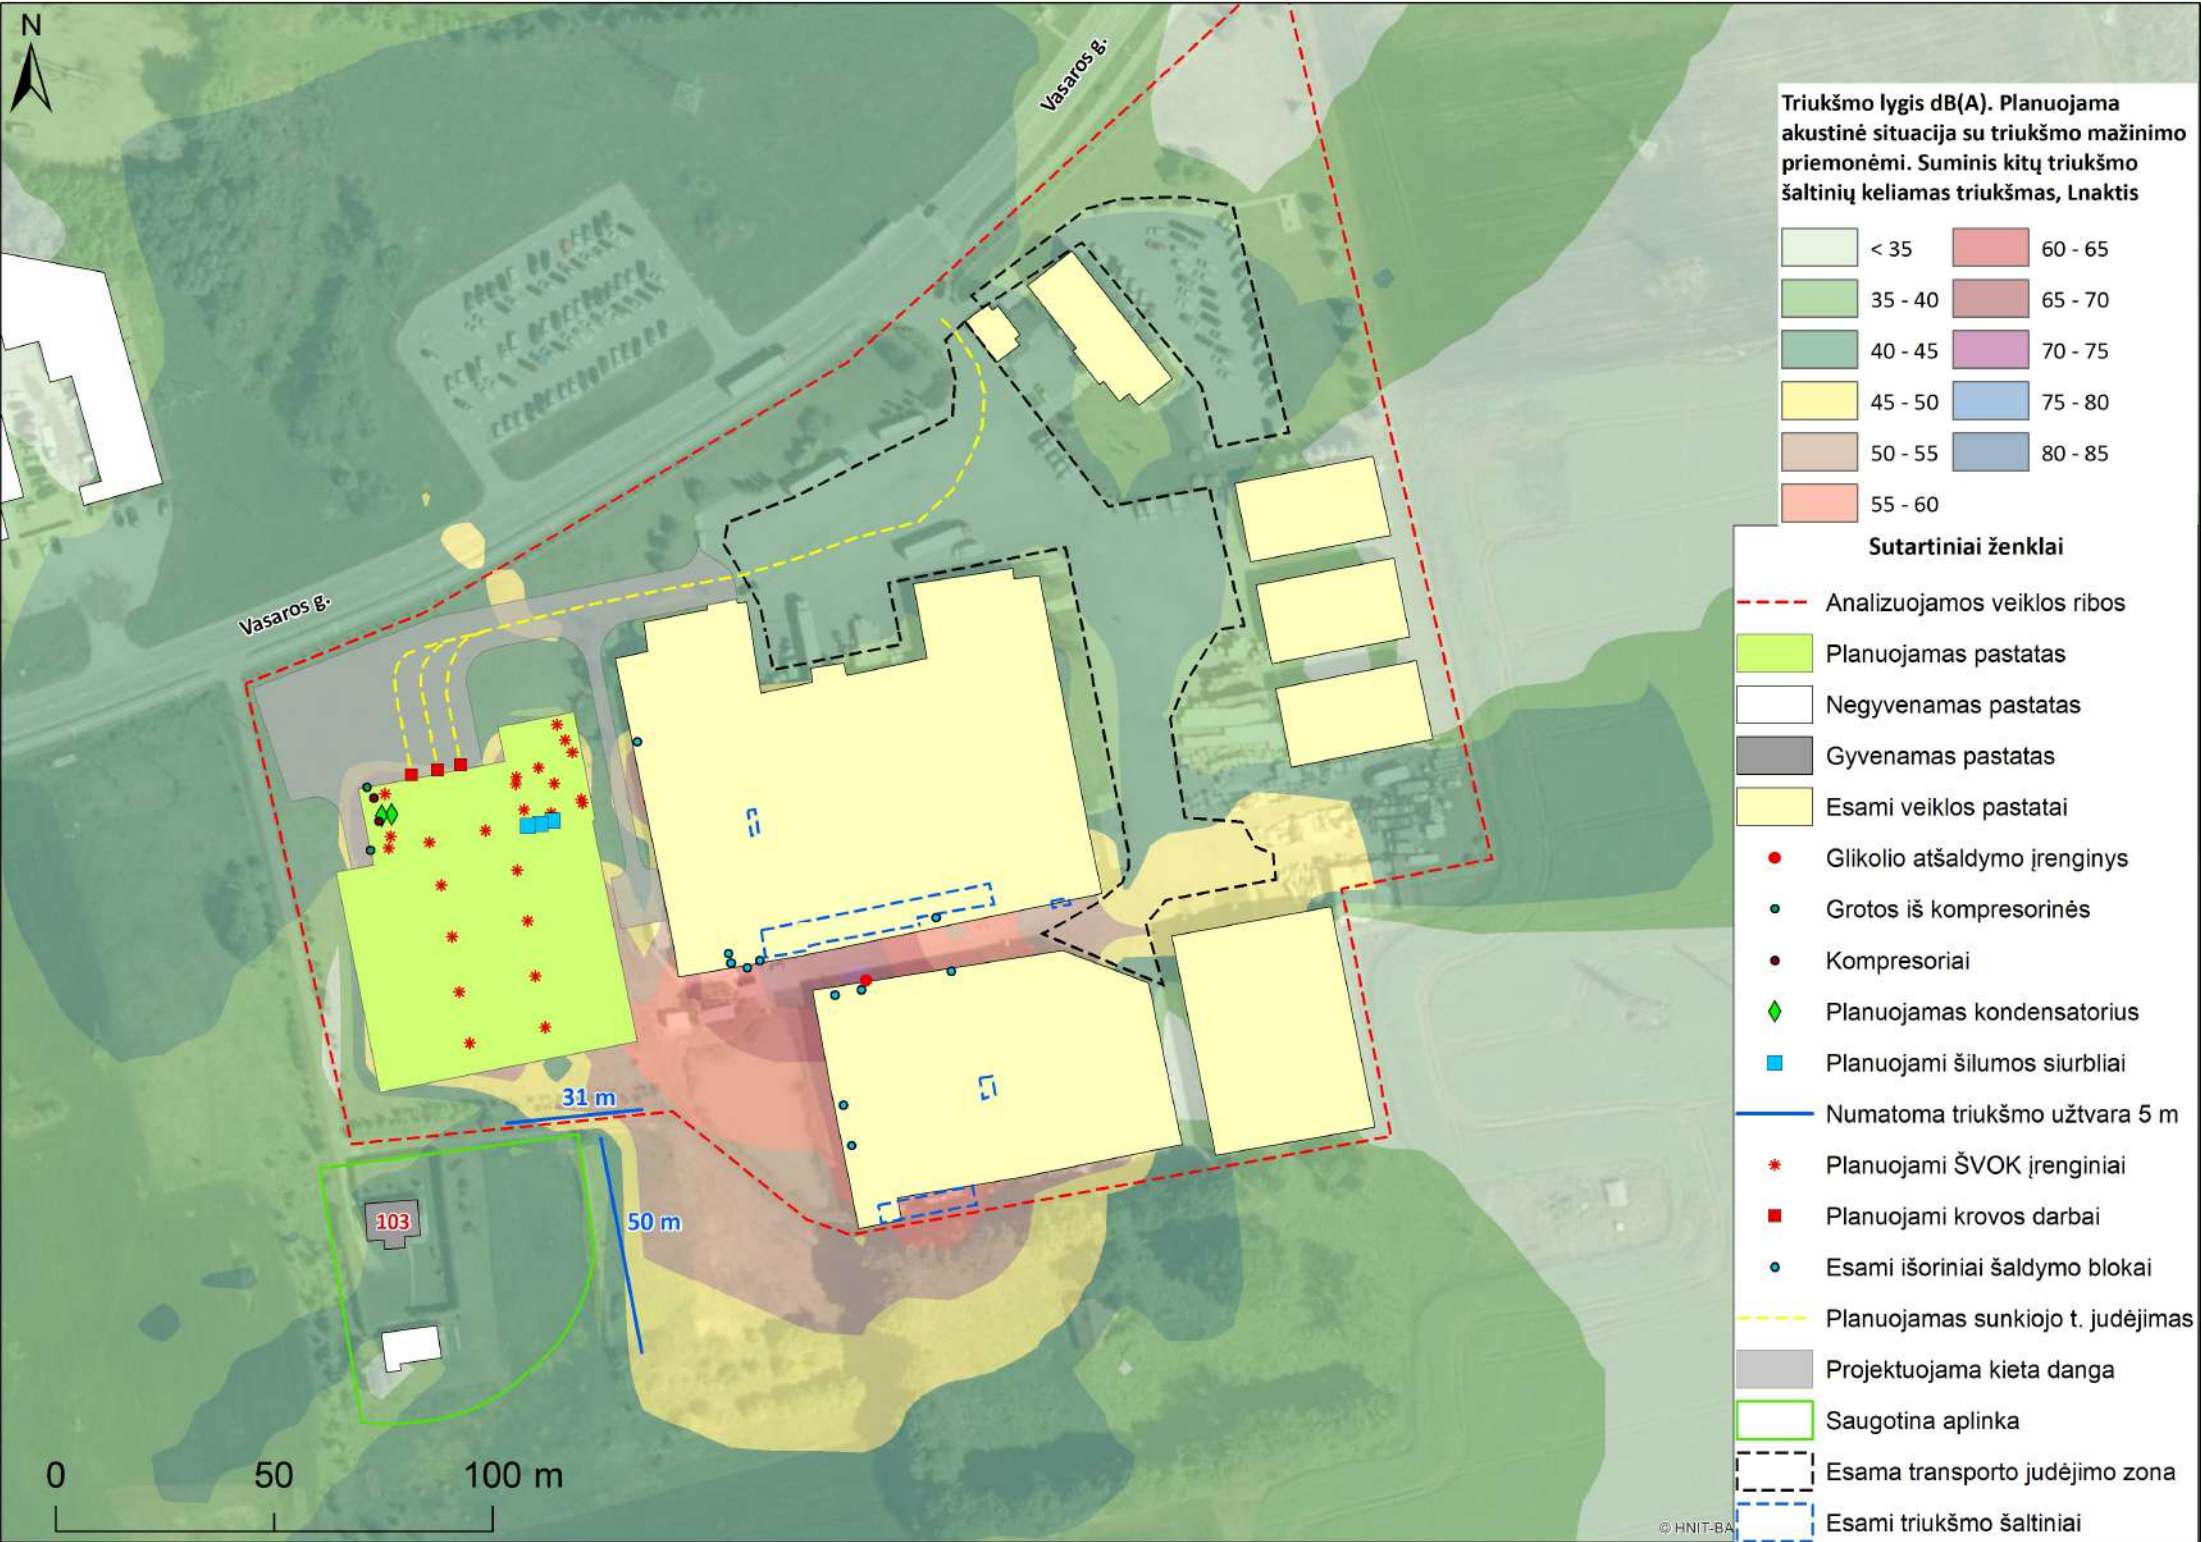 N
Vasaros g.
Vasaros g.
31 m
50 m
103
0 50 100 m
© HNIT-BA
Triukšmo lygis dB(A). Planuojama
akustinė situacija su triukšmo mažinimo
priemonėmi. Suminis kitų triukšmo
šaltinių keliamas triukšmas, Lnaktis
< 35 60 - 65
35 - 40 65 - 70
40 - 45 70 - 75
45 - 50 75 - 80
50 - 55 80 - 85
55 - 60
Sutartiniai ženklai
Analizuojamos veiklos ribos
Planuojamas pastatas
Negyvenamas pastatas
Gyvenamas pastatas
Esami veiklos pastatai
Glikolio atšaldymo įrenginys
Grotos iš kompresorinės
Kompresoriai
Planuojamas kondensatorius
Planuojami šilumos siurbliai
Numatoma triukšmo užtvara 5 m
Planuojami ŠVOK įrenginiai
Planuojami krovos darbai
Esami išoriniai šaldymo blokai
Planuojamas sunkiojo t. judėjimas
Projektuojama kieta danga
Saugotina aplinka
Esama transporto judėjimo zona
Esami triukšmo šaltiniai